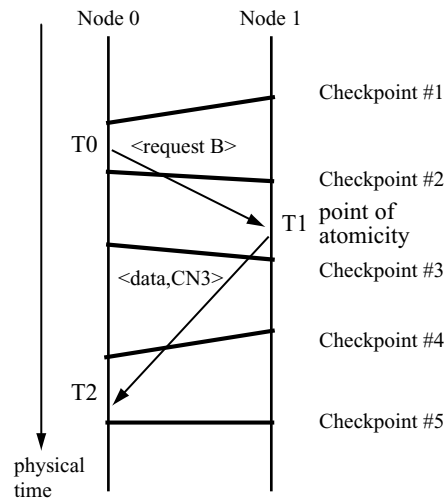 Node 0
Node 1
Checkpoint #1
T0
<request B>
Checkpoint #2
T1
point of
atomicity
Checkpoint #3
<data,CN3>
Checkpoint #4
T2
Checkpoint #5
physical
time